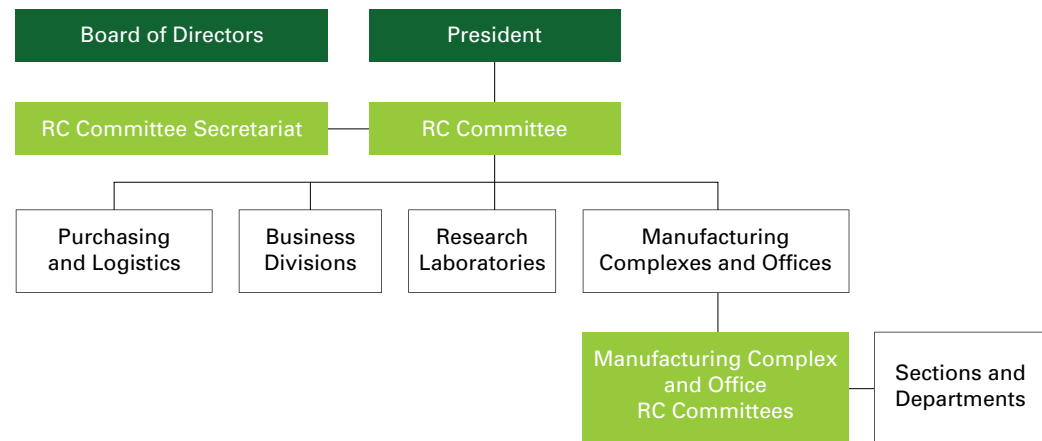 Board of Directors
President
RC Committee Secretariat
RC Committee
Purchasing
and Logistics
Business
Divisions
Research
Laboratories
Manufacturing
Complexes and Offices
Manufacturing Complex
and Office
RC Committees
Sections and
Departments